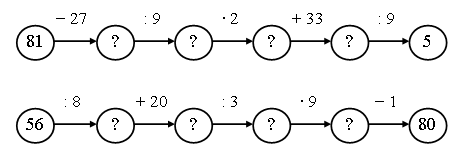 − 27 : 9 · 2 + 33 : 9
81 ? ? ? ? 5
: 8 + 20 : 3 · 9 − 1
56 ? ? ? ? 80